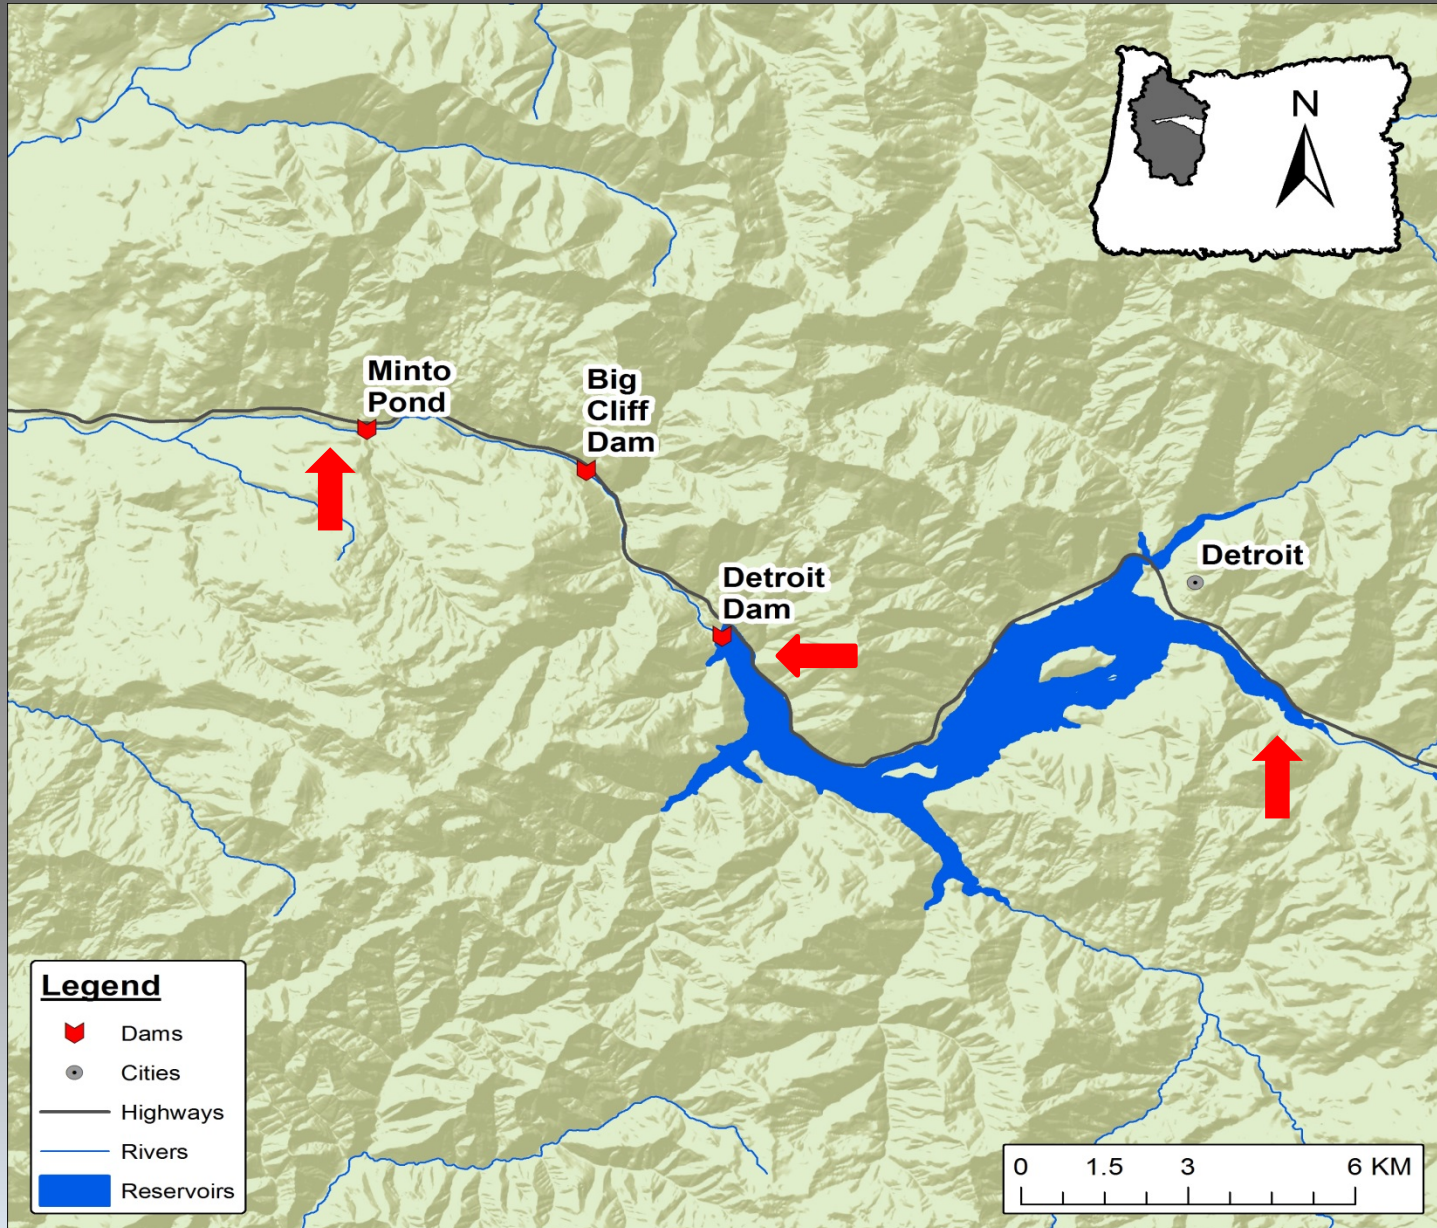 N
Minto
Pond
Big
Cliff
Dam
Detroit
Detroit
Dam
Legend
Dams
Cities
Highways
Rivers
Reservoirs
0 1.5 3 6 KM